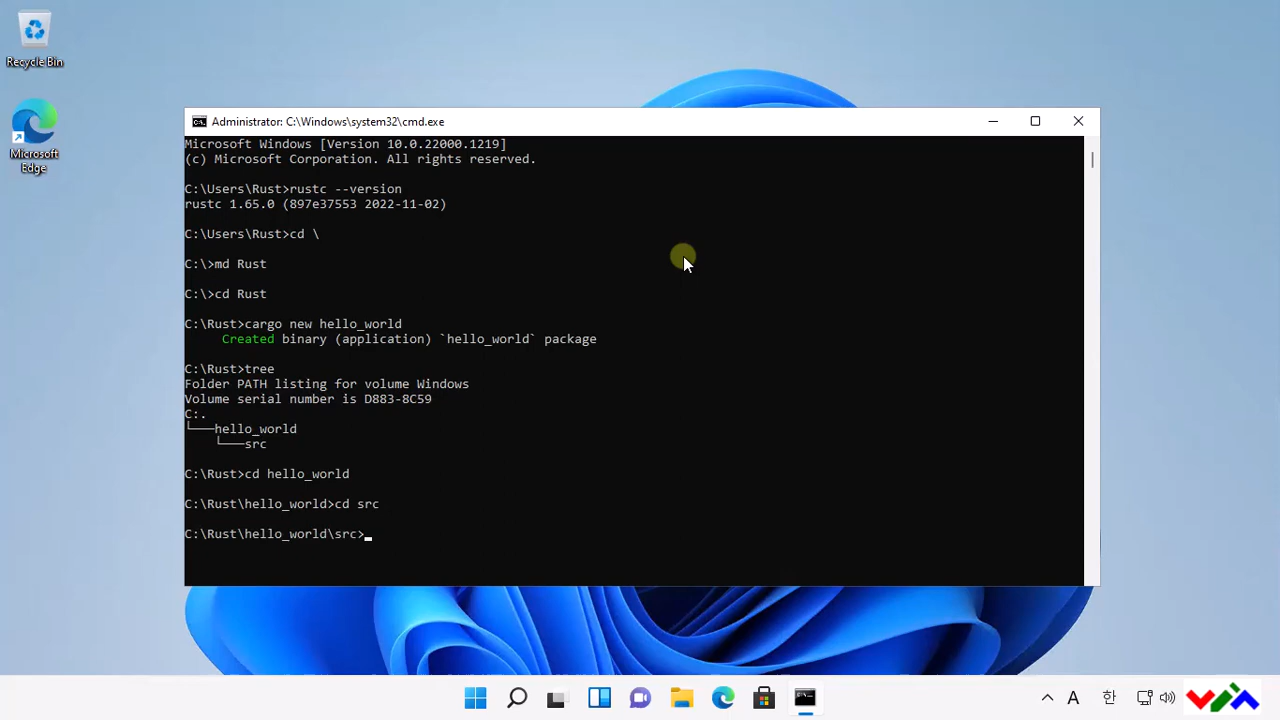 Recycle Bin
Microsoft
Edge
Administrator: C:\Windows\system32\cmd.exe
Microsoft Windows [Version 10.0.22000.1219]
(c) Microsoft Corporation. All rights reserved.
C:\Users\Rust>rustc --version
rustc 1.65.0 (897e37553 2022-11-02)
C:\Users\Rust>cd \
C:\>md Rust
C:\>cd Rust
C:\Rust>cargo new hello_world
Created binary (application) `hello_world` package
C:\Rust>tree
Folder PATH listing for volume Windows
Volume serial number is D883-8C59
C:.
└───hello_world
    └───src
C:\Rust>cd hello_world
C:\Rust\hello_world>cd src
C:\Rust\hello_world\src>
A 한